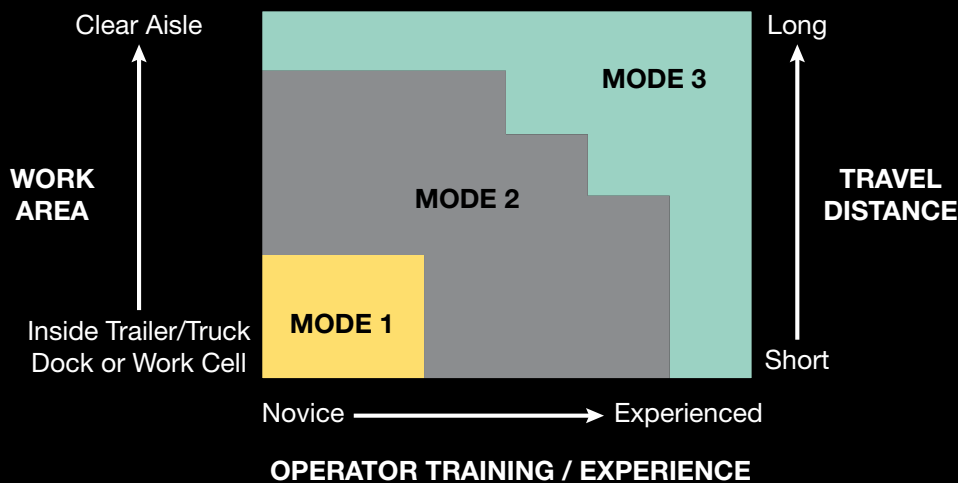 Clear Aisle
Long
MODE 3
WORK
AREA
TRAVEL
DISTANCE
MODE 2
MODE 1
Inside Trailer/Truck
Dock or Work Cell
Short
Novice
Experienced
OPERATOR TRAINING / EXPERIENCE